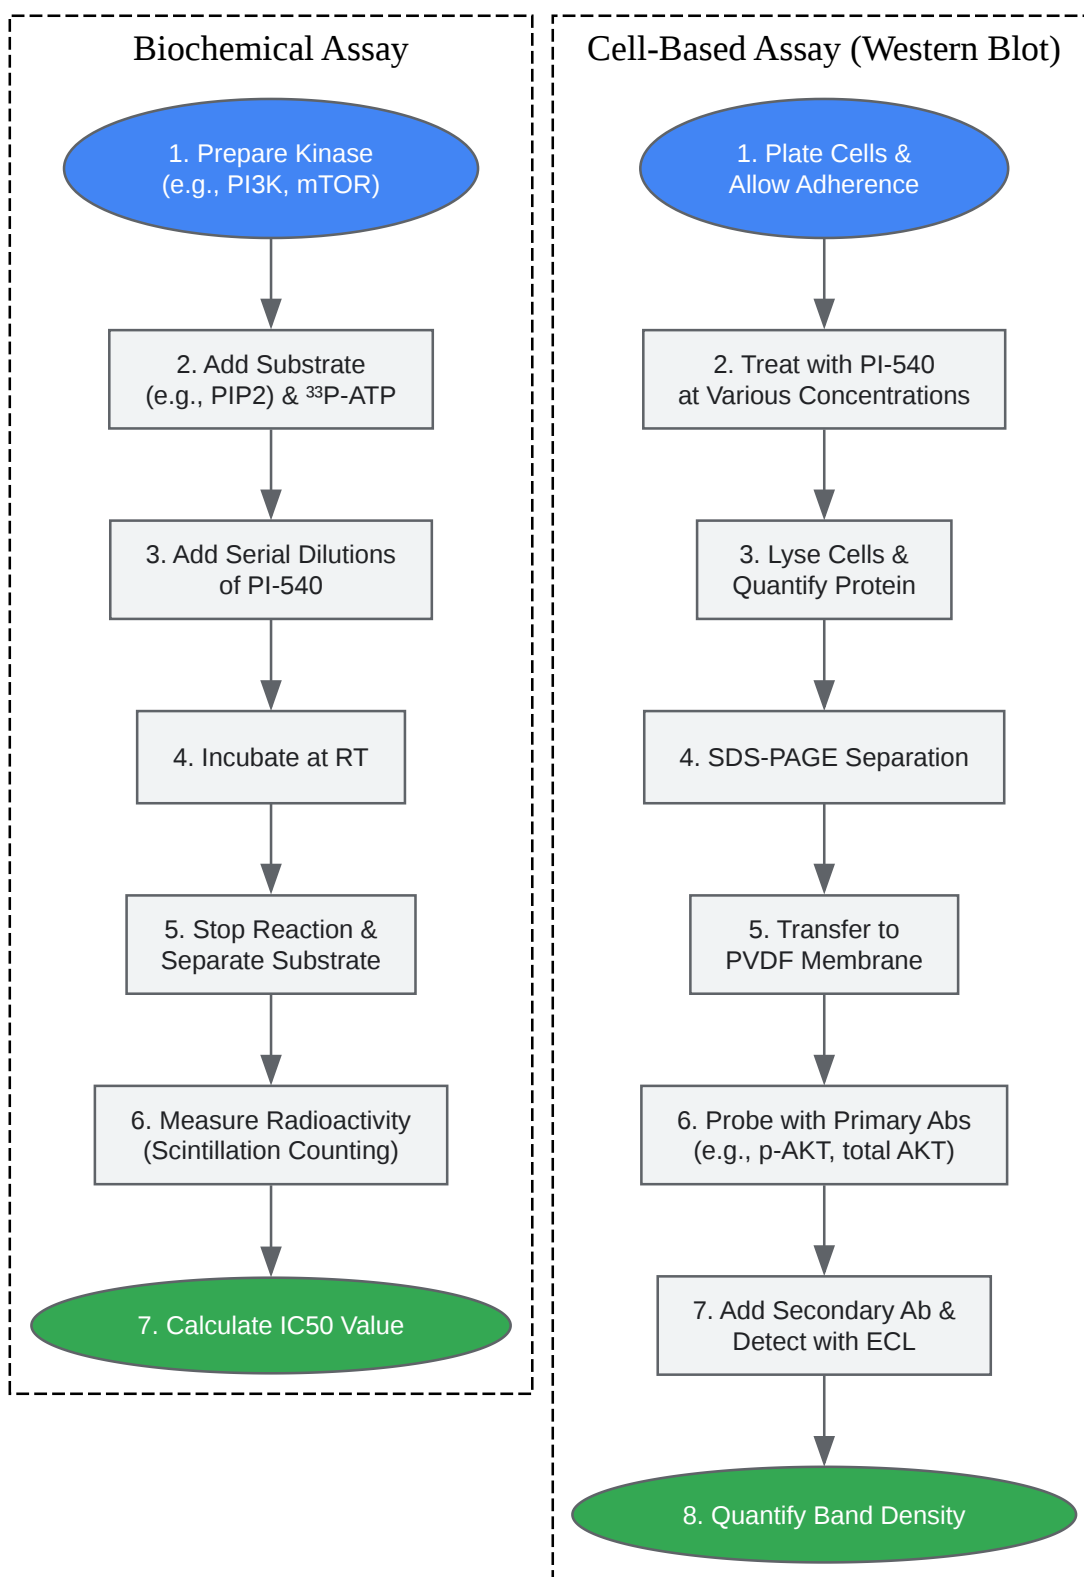 Biochemical Assay
1. Prepare Kinase
(e.g., PI3K, mTOR)
2. Add Substrate
(e.g., PIP2) & ³³P-ATP
3. Add Serial Dilutions
of PI-540
4. Incubate at RT
5. Stop Reaction &
Separate Substrate
6. Measure Radioactivity
(Scintillation Counting)
7. Calculate IC50 Value
Cell-Based Assay (Western Blot)
1. Plate Cells &
Allow Adherence
2. Treat with PI-540
at Various Concentrations
3. Lyse Cells &
Quantify Protein
4. SDS-PAGE Separation
5. Transfer to
PVDF Membrane
6. Probe with Primary Abs
(e.g., p-AKT, total AKT)
7. Add Secondary Ab &
Detect with ECL
8. Quantify Band Density